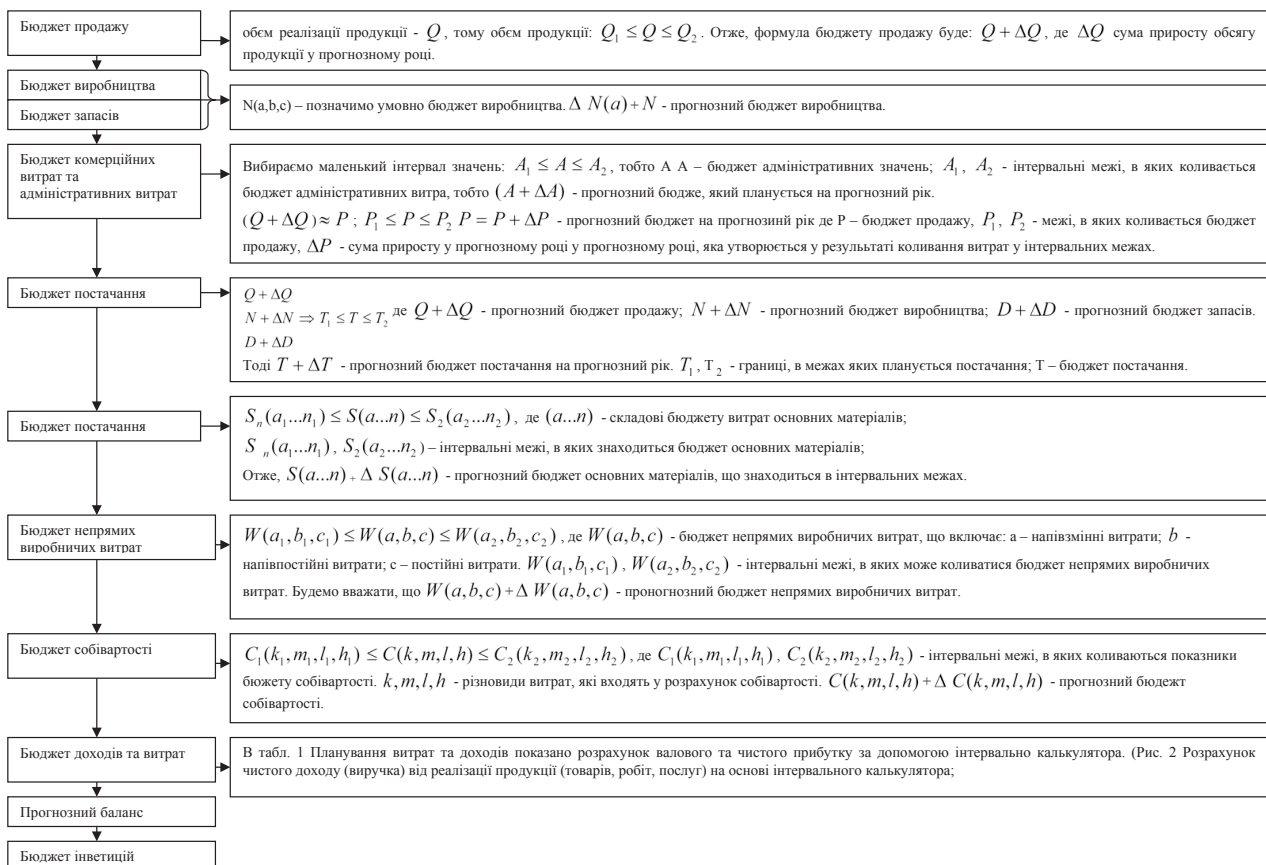 Бюджет продажу
обєм реалізації продукції - Q, тому обєм продукції: Q₁ ≤ Q ≤ Q₂. Отже, формула бюджету продажу буде: Q + ΔQ, де ΔQ сума приросту обсягу
продукції у прогнозному році.
Бюджет виробництва
Бюджет запасів
N(a,b,c) – позначимо умовно бюджет виробництва. Δ N(a) + N - прогнозний бюджет виробництва.
Бюджет комерційних
витрат та
адміністративних витрат
Вибираємо маленький інтервал значень: A₁ ≤ A ≤ A₂, тобто А А – бюджет адміністративних значень; A₁, A₂ - інтервальні межі, в яких коливається
бюджет адміністративних витра, тобто (A + ΔA) - прогнозний бюдже, який планується на прогнозний рік.
(Q + ΔQ) ≈ P ; P₁ ≤ P ≤ P₂ P = P + ΔP - прогнозний бюджет на прогнозинй рік де Р – бюджет продажу, P₁, P₂ - межі, в яких коливається бюджет
продажу, ΔP - сума приросту у прогнозному році у прогнозному році, яка утворюється у резулььтаті коливання витрат у інтервальних межах.
Бюджет постачання
Q + ΔQ
N + ΔN ⇒ T₁ ≤ T ≤ T₂ де Q + ΔQ - прогнозний бюджет продажу; N + ΔN - прогнозний бюджет виробництва; D + ΔD - прогнозний бюджет запасів.
D + ΔD
Тоді T + ΔT - прогнозний бюджет постачання на прогнозний рік. T₁, T₂ - границі, в межах яких планується постачання; Т – бюджет постачання.
Бюджет постачання
Sₙ(a₁...n₁) ≤ S(a...n) ≤ S₂(a₂...n₂), де (a...n) - складові бюджету витрат основних матеріалів;
S ₙ(a₁...n₁), S₂(a₂...n₂) – інтервальні межі, в яких знаходиться бюджет основних матеріалів;
Отже, S(a...n) + Δ S(a...n) - прогнозний бюджет основних матеріалів, що знаходиться в інтервальних межах.
Бюджет непрямих
виробничих витрат
W(a₁,b₁,c₁) ≤ W(a,b,c) ≤ W(a₂,b₂,c₂), де W(a,b,c) - бюджет непрямих виробничих витрат, що включає: а – напівзмінні витрати; b -
напівпостійні витрати; с – постійні витрати. W(a₁,b₁,c₁), W(a₂,b₂,c₂) - інтервальні межі, в яких може коливатися бюджет непрямих виробничих
витрат. Будемо вважати, що W(a,b,c) + Δ W(a,b,c) - проногнозний бюджет непрямих виробничих витрат.
Бюджет собівартості
C₁(k₁,m₁,l₁,h₁) ≤ C(k,m,l,h) ≤ C₂(k₂,m₂,l₂,h₂), де C₁(k₁,m₁,l₁,h₁), C₂(k₂,m₂,l₂,h₂) - інтервальні межі, в яких коливаються показники
бюжету собівартості. k,m,l,h - різновиди витрат, які входять у розрахунок собівартості. C(k,m,l,h) + Δ C(k,m,l,h) - прогнозний бюдежт
собівартості.
Бюджет доходів та витрат
В табл. 1 Планування витрат та доходів показано розрахунок валового та чистого прибутку за допомогою інтервально калькулятора. (Рис. 2 Розрахунок
чистого доходу (виручка) від реалізації продукції (товарів, робіт, послуг) на основі інтервального калькулятора;
Прогнозний баланс
Бюджет інветицій